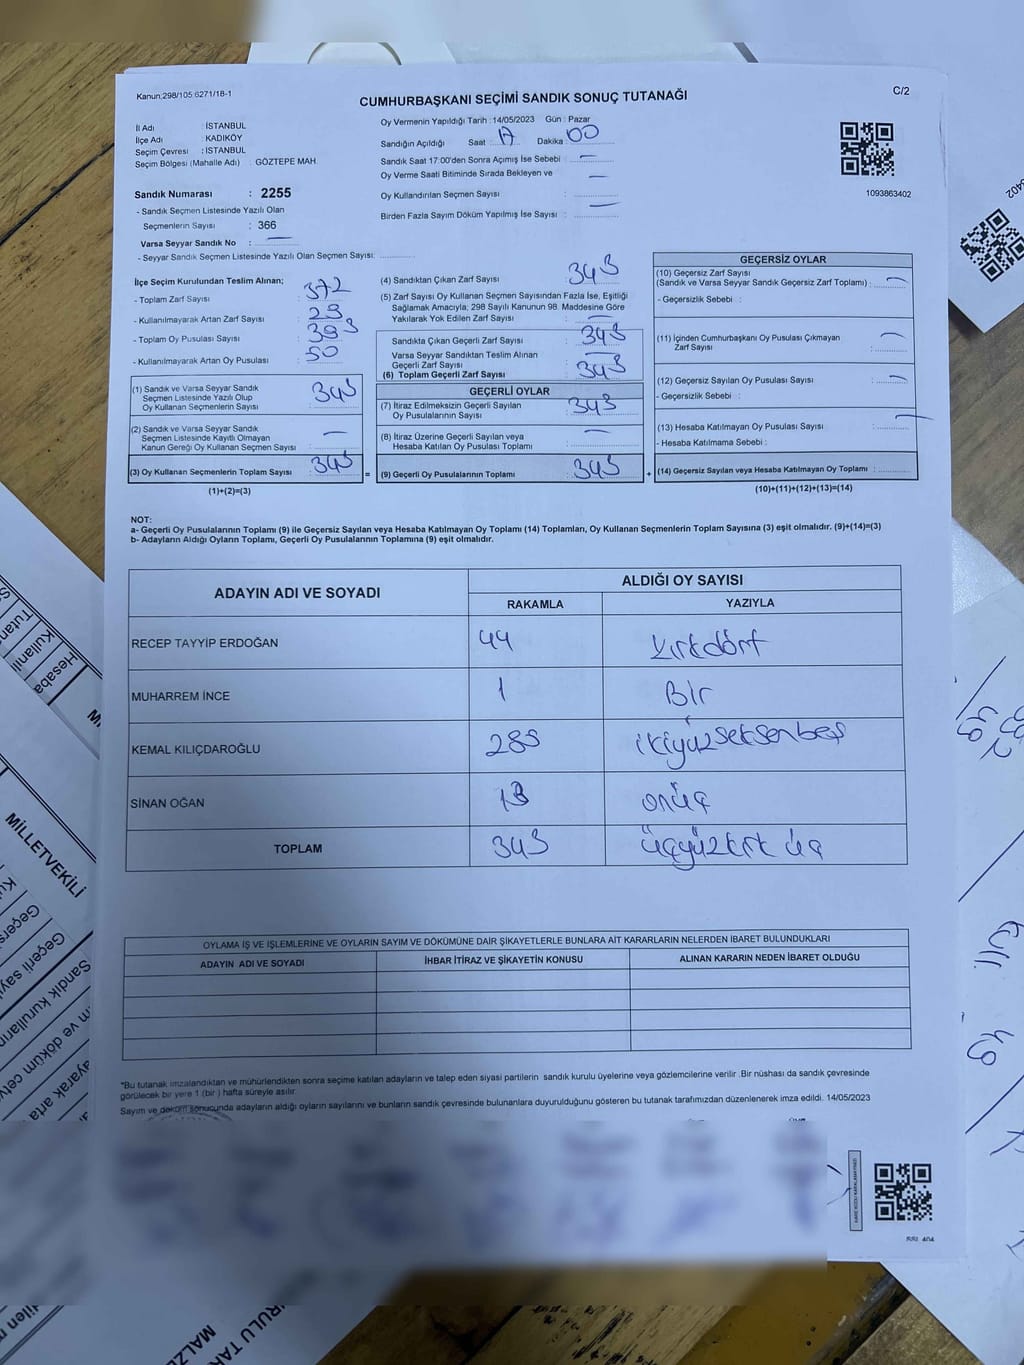 Kanun:298/105:6271/18-1
CUMHURBAŞKANI SEÇİMİ SANDIK SONUÇ TUTANAĞI
C/2
İl Adı : İSTANBUL
İlçe Adı : KADIKÖY
Seçim Çevresi : İSTANBUL
Seçim Bölgesi (Mahalle Adı) : GÖZTEPE MAH.
Oy Vermenin Yapıldığı Tarih :14/05/2023 Gün : Pazar
Sandığın Açıldığı Saat 17 Dakika 00
Sandık Saat 17:00'den Sonra Açımış İse Sebebi : —
Oy Verme Saati Bitiminde Sırada Bekleyen ve —
Oy Kullandırılan Seçmen Sayısı :
Birden Fazla Sayım Döküm Yapılmış İse Sayısı : —
1093863402
Sandık Numarası : 2255
- Sandık Seçmen Listesinde Yazılı Olan
Seçmenlerin Sayısı : 366
Varsa Seyyar Sandık No : —
- Seyyar Sandık Seçmen Listesinde Yazılı Olan Seçmen Sayısı:
İlçe Seçim Kurulundan Teslim Alınan;
- Toplam Zarf Sayısı : 372
- Kullanılmayarak Artan Zarf Sayısı : 29
- Toplam Oy Pusulası Sayısı : 393
- Kullanılmayarak Artan Oy Pusulası : 50
(1) Sandık ve Varsa Seyyar Sandık
Seçmen Listesinde Yazılı Olup
Oy Kullanan Seçmenlerin Sayısı : 343
(2) Sandık ve Varsa Seyyar Sandık
Seçmen Listesinde Kayıtlı Olmayan
Kanun Gereği Oy Kullanan Seçmen Sayısı : —
(3) Oy Kullanan Seçmenlerin Toplam Sayısı : 343
(1)+(2)=(3)
(4) Sandıktan Çıkan Zarf Sayısı : 343
(5) Zarf Sayısı Oy Kullanan Seçmen Sayısından Fazla İse, Eşitliği
Sağlamak Amacıyla, 298 Sayılı Kanunun 98. Maddesine Göre
Yakılarak Yok Edilen Zarf Sayısı : —
Sandıkta Çıkan Geçerli Zarf Sayısı : 343
Varsa Seyyar Sandıktan Teslim Alınan
Geçerli Zarf Sayısı : —
(6) Toplam Geçerli Zarf Sayısı : 343
GEÇERLİ OYLAR
(7) İtiraz Edilmeksizin Geçerli Sayılan
Oy Pusulalarının Sayısı : 343
(8) İtiraz Üzerine Geçerli Sayılan veya
Hesaba Katılan Oy Pusulası Toplamı : —
= (9) Geçerli Oy Pusulalarının Toplamı : 343 +
GEÇERSİZ OYLAR
(10) Geçersiz Zarf Sayısı
(Sandık ve Varsa Seyyar Sandık Geçersiz Zarf Toplamı) : —
- Geçersizlik Sebebi :
(11) İçinden Cumhurbaşkanı Oy Pusulası Çıkmayan
Zarf Sayısı : —
(12) Geçersiz Sayılan Oy Pusulası Sayısı : —
- Geçersizlik Sebebi :
(13) Hesaba Katılmayan Oy Pusulası Sayısı : —
- Hesaba Katılmama Sebebi :
(14) Geçersiz Sayılan veya Hesaba Katılmayan Oy Toplamı :
(10)+(11)+(12)+(13)=(14)
NOT:
a- Geçerli Oy Pusulalarının Toplamı (9) ile Geçersiz Sayılan veya Hesaba Katılmayan Oy Toplamı (14) Toplamları, Oy Kullanan Seçmenlerin Toplam Sayısına (3) eşit olmalıdır. (9)+(14)=(3)
b- Adayların Aldığı Oyların Toplamı, Geçerli Oy Pusulalarının Toplamına (9) eşit olmalıdır.
ADAYIN ADI VE SOYADI ALDIĞI OY SAYISI
RAKAMLA YAZIYLA
RECEP TAYYİP ERDOĞAN 44 kırkdört
MUHARREM İNCE 1 Bir
KEMAL KILIÇDAROĞLU 285 ikiyüzseksenbeş
SİNAN OĞAN 13 onüç
TOPLAM 343 üçyüzkırk üç
OYLAMA İŞ VE İŞLEMLERİNE VE OYLARIN SAYIM VE DÖKÜMÜNE DAİR ŞİKAYETLERLE BUNLARA AİT KARARLARIN NELERDEN İBARET BULUNDUKLARI
ADAYIN ADI VE SOYADI İHBAR İTİRAZ VE ŞİKAYETİN KONUSU ALINAN KARARIN NEDEN İBARET OLDUĞU
*Bu tutanak imzalandıktan ve mühürlendikten sonra seçime katılan adayların ve talep eden siyasi partilerin sandık kurulu üyelerine veya gözlemcilerine verilir .Bir nüshası da sandık çevresinde
görülecek bir yere 1 (bir ) hafta süreyle asılır.
Sayım ve döküm sonucunda adayların aldığı oyların sayılarını ve bunların sandık çevresinde bulunanlara duyurulduğunu gösteren bu tutanak tarafımızdan düzenlenerek imza edildi. 14/05/2023
MİLLETVEKİLİ
Kullanıl
Hesaba
Geçerli sayı
Sandık kurulların
ım ve döküm cetv
ayarak arta